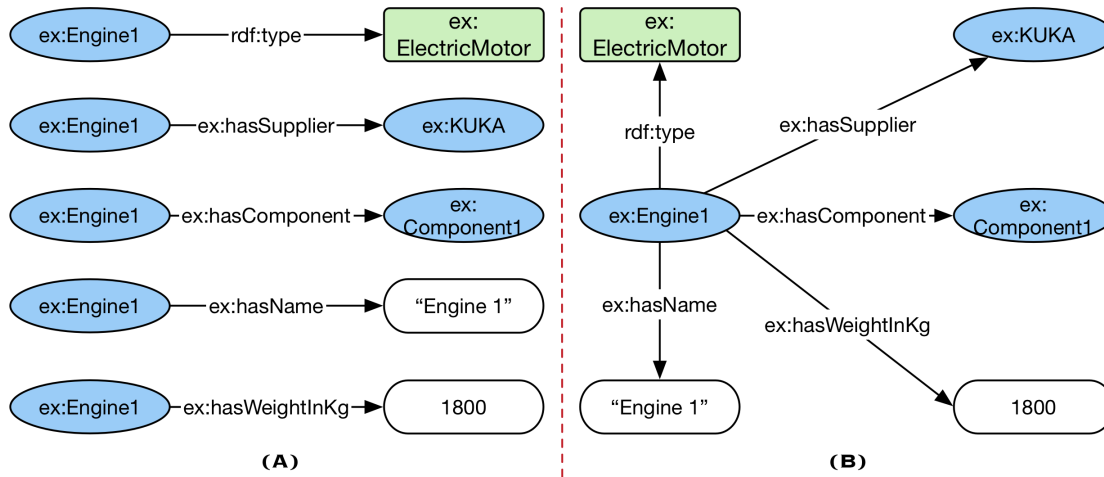 ex:Engine1 rdf:type ex:
ElectricMotor
ex:Engine1 ex:hasSupplier ex:KUKA
ex:Engine1 ex:hasComponent ex:
Component1
ex:Engine1 ex:hasName “Engine 1”
ex:Engine1 ex:hasWeightInKg 1800
(A)
ex:
ElectricMotor
ex:KUKA
rdf:type
ex:hasSupplier
ex:Engine1 ex:hasComponent ex:
Component1
ex:hasName
ex:hasWeightInKg
“Engine 1”
1800
(B)